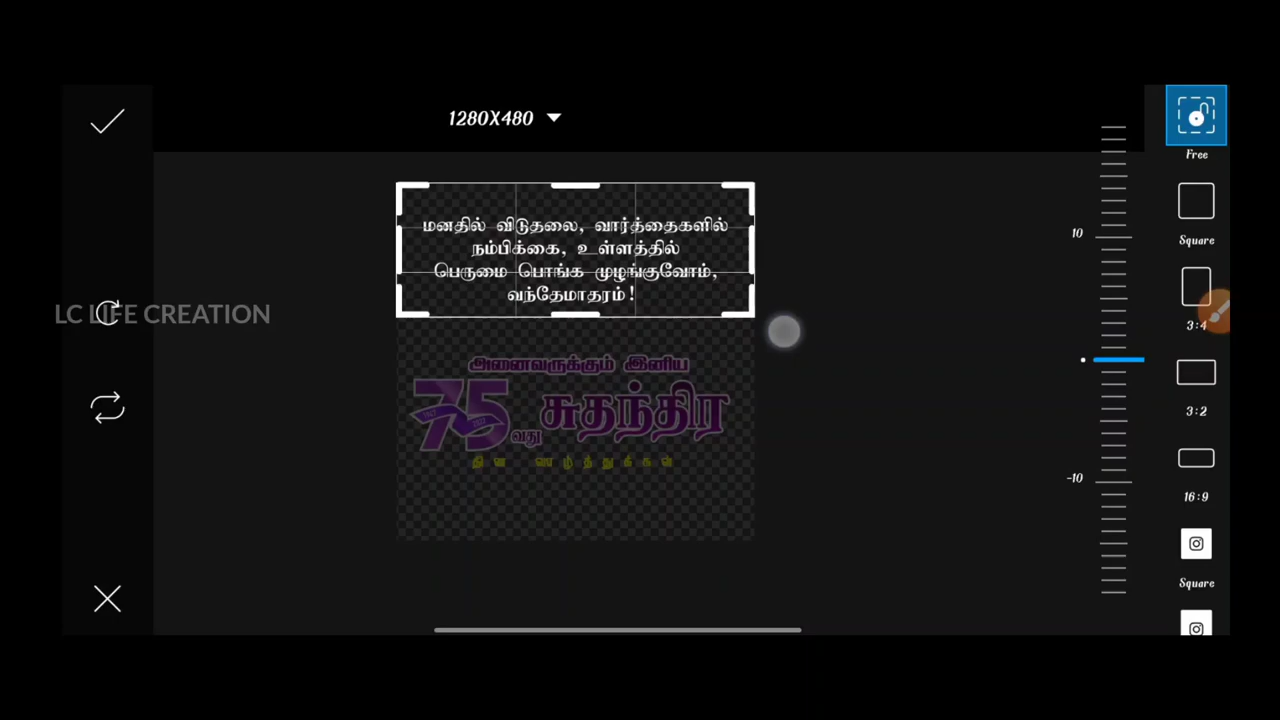 1280X480
Free
மனதில் விடுதலை, வார்த்தைகளில்
நம்பிக்கை, உள்ளத்தில்
பெருமை பொங்க முழங்குவோம்,
வந்தேமாதரம்!
10
Square
LC LIFE CREATION
3:4
அனைவருக்கும் இனிய
75வது சுதந்திர
3:2
-10
16:9
Square